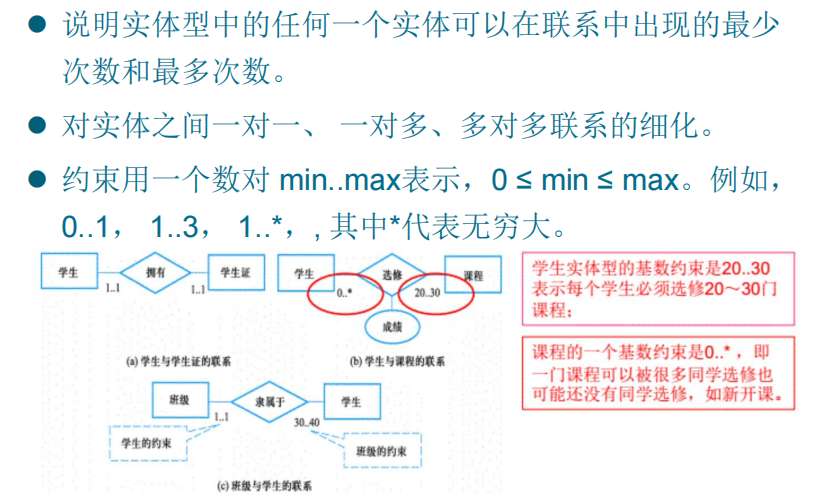 说明实体型中的任何一个实体可以在联系中出现的最少
次数和最多次数。
对实体之间一对一、 一对多、多对多联系的细化。
约束用一个数对 min..max表示，0 ≤ min ≤ max。例如，
0..1， 1..3， 1..*，, 其中*代表无穷大。
学生
拥有
学生证
1..1
1..1
学生
选修
课程
0..*
20..30
成绩
学生实体型的基数约束是20..30
表示每个学生必须选修20～30门
课程;
(a) 学生与学生证的联系
(b) 学生与课程的联系
课程的一个基数约束是0..* ，即
一门课程可以被很多同学选修也
可能还没有同学选修，如新开课。
班级
隶属于
学生
1..1
30..40
学生的约束
班级的约束
(c) 班级与学生的联系